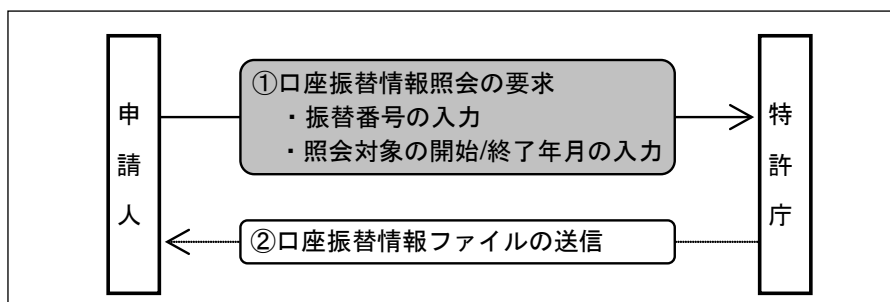 申請人
①口座振替情報照会の要求
・振替番号の入力
・照会対象の開始/終了年月の入力
②口座振替情報ファイルの送信
特許庁